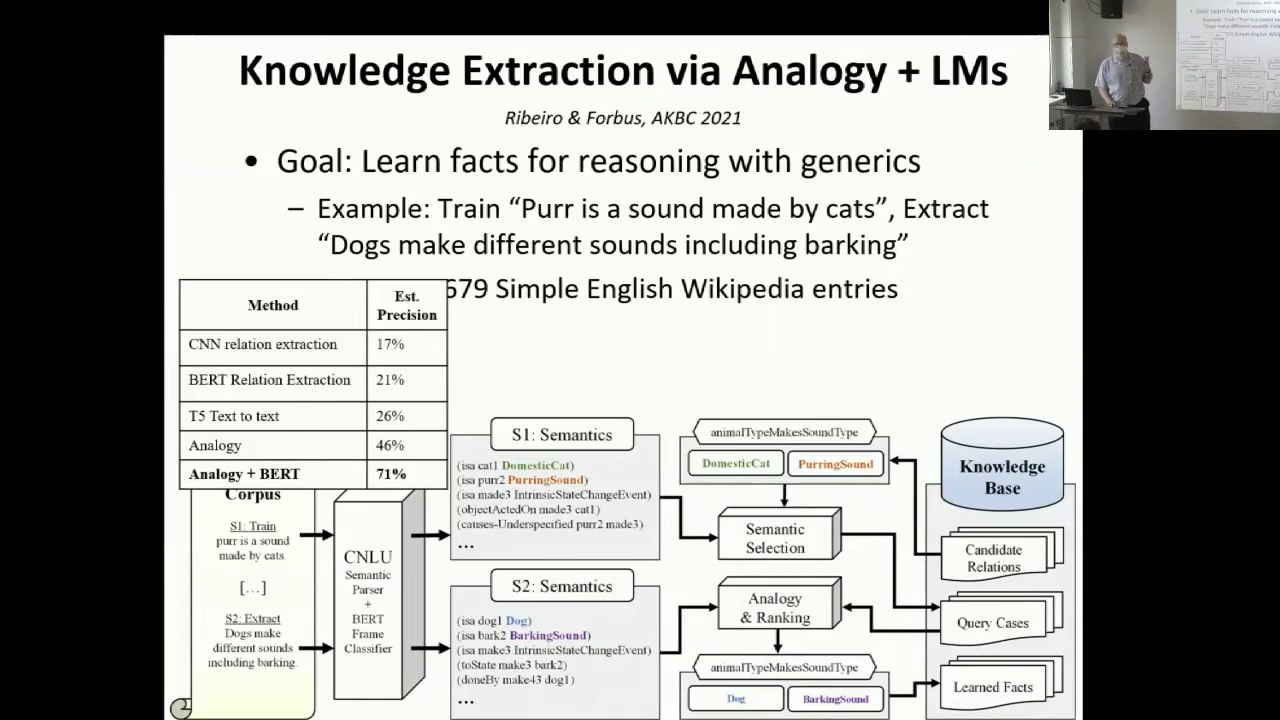 Knowledge Extraction via Analogy + LMs
Ribeiro & Forbus, AKBC 2021
• Goal: Learn facts for reasoning with generics
– Example: Train “Purr is a sound made by cats”, Extract
“Dogs make different sounds including barking”
679 Simple English Wikipedia entries
Method
Est.
Precision
CNN relation extraction 17%
BERT Relation Extraction 21%
T5 Text to text 26%
Analogy 46%
Analogy + BERT 71%
Corpus
S1: Train
purr is a sound
made by cats.
[...]
S2: Extract
Dogs make
different sounds
including barking.
CNLU
Semantic
Parser
+
BERT
Frame
Classifier
S1: Semantics
(isa cat1 DomesticCat)
(isa purr2 PurringSound)
(isa made3 IntrinsicStateChangeEvent)
(objectActedOn made3 cat1)
(causes-Underspecified purr2 made3)
...
S2: Semantics
(isa dog1 Dog)
(isa bark2 BarkingSound)
(isa make3 IntrinsicStateChangeEvent)
(toState make3 bark2)
(doneBy make43 dog1)
...
animalTypeMakesSoundType
DomesticCat PurringSound
Semantic
Selection
Analogy
& Ranking
animalTypeMakesSoundType
Dog BarkingSound
Knowledge
Base
Candidate
Relations
Query Cases
Learned Facts